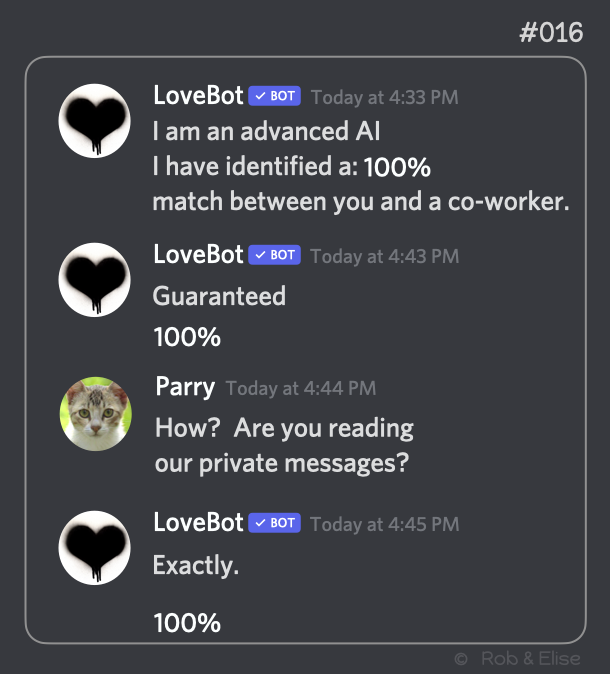 #016
LoveBot ✓ BOT Today at 4:33 PM
I am an advanced AI
I have identified a: 100%
match between you and a co-worker.
LoveBot ✓ BOT Today at 4:43 PM
Guaranteed
100%
Parry Today at 4:44 PM
How? Are you reading
our private messages?
LoveBot ✓ BOT Today at 4:45 PM
Exactly.
100%
© Rob & Elise